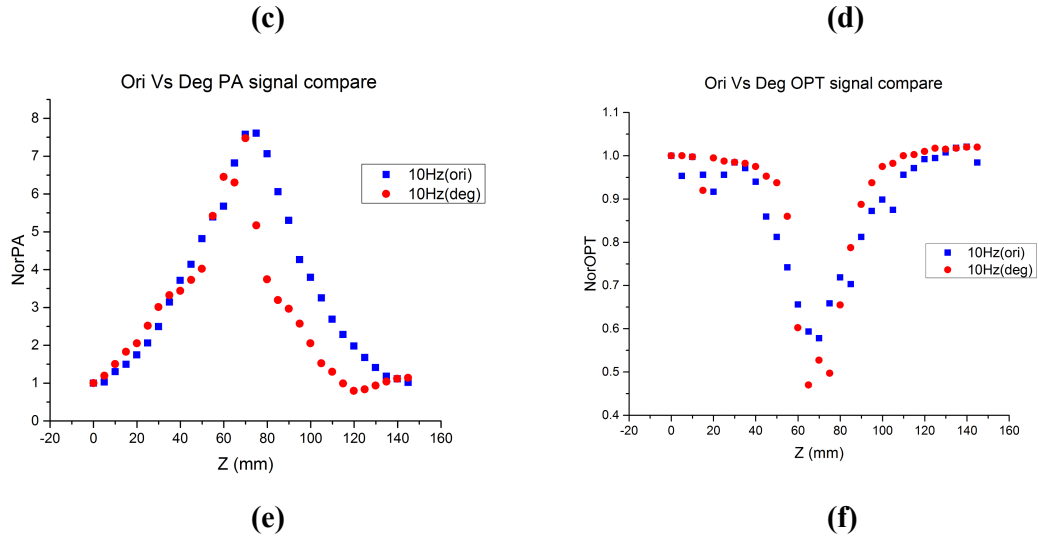 (c)
(d)
Ori Vs Deg PA signal compare
8
7
6
5
4
3
2
1
0
NorPA
10Hz(ori)
10Hz(deg)
-20 0 20 40 60 80 100 120 140 160
Z (mm)
Ori Vs Deg OPT signal compare
1.1
1.0
0.9
0.8
0.7
0.6
0.5
0.4
NorOPT
10Hz(ori)
10Hz(deg)
-20 0 20 40 60 80 100 120 140 160
Z (mm)
(e)
(f)